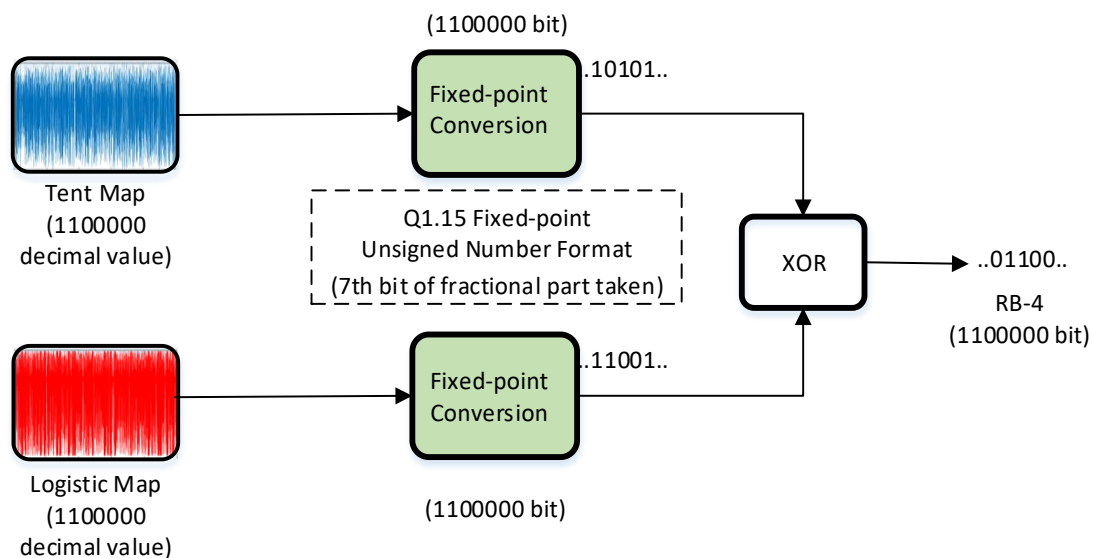 (1100000 bit)
Fixed-point
Conversion
..10101..
Tent Map
(1100000
decimal value)
Q1.15 Fixed-point
Unsigned Number Format
(7th bit of fractional part taken)
XOR
..01100..
RB-4
(1100000 bit)
Fixed-point
Conversion
..11001..
Logistic Map
(1100000
decimal value)
(1100000 bit)